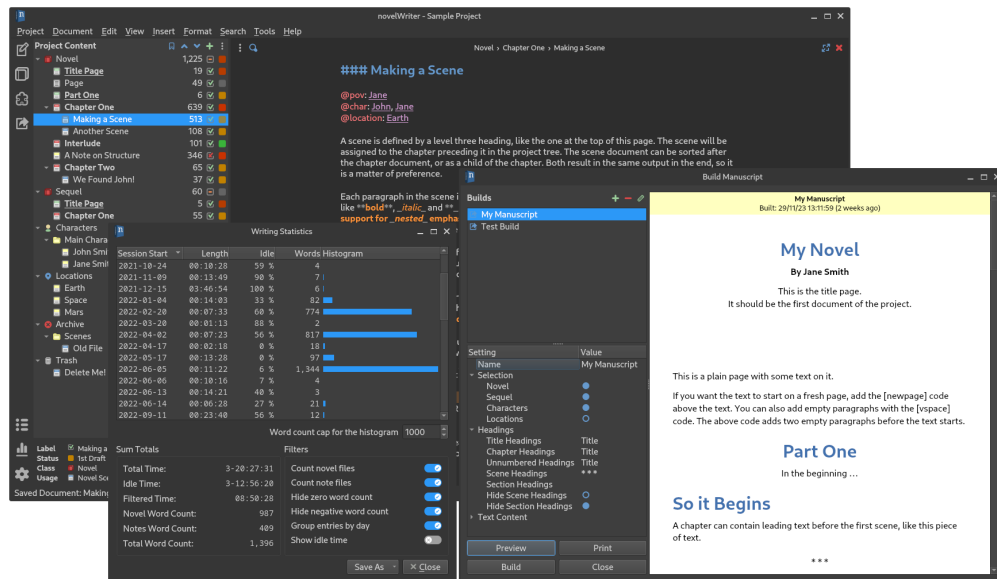 novelWriter - Sample Project
Project Document Edit View Insert Format Search Tools Help
Project Content
Novel 1,225
Title Page 19
Page 49
Part One 6
Chapter One 639
Making a Scene 513
Another Scene 108
Interlude 101
A Note on Structure 346
Chapter Two 65
We Found John! 37
Sequel 60
Title Page 5
Chapter One 55
Characters
Main Chara
John Smi
Jane Smit
Locations
Earth
Space
Mars
Archive
Scenes
Old File
Trash
Delete Me!
Label Making a
Status 1st Draft
Class Novel
Usage Novel Sce
Saved Document: Making
Novel › Chapter One › Making a Scene
### Making a Scene
@pov: Jane
@char: John, Jane
@location: Earth
A scene is defined by a level three heading, like the one at the top of this page. The scene will be
assigned to the chapter preceding it in the project tree. The scene document can be sorted after
the chapter document, or as a child of the chapter. Both result in the same output in the end, so it
is a matter of preference.
Each paragraph in the scene i
like **bold**, _italic_ and **_
support for _nested_ empha
Writing Statistics
Session Start Length Idle Words Histogram
2021-10-24 00:10:28 59 % 4
2021-11-09 00:13:49 90 % 7
2021-12-15 03:46:54 100 % 6
2022-01-04 00:14:03 33 % 82
2022-02-20 00:07:33 60 % 774
2022-03-20 00:01:13 88 % 2
2022-04-02 00:07:23 56 % 817
2022-04-17 00:02:18 0 % 18
2022-05-17 00:13:28 0 % 97
2022-06-05 00:11:22 6 % 1,344
2022-06-06 00:10:16 7 % 4
2022-06-13 00:14:21 40 % 3
2022-06-14 00:06:28 27 % 21
2022-09-11 00:23:40 56 % 12
Word count cap for the histogram 1000
Sum Totals
Total Time: 3-20:27:31
Idle Time: 3-12:56:20
Filtered Time: 08:50:28
Novel Word Count: 987
Notes Word Count: 409
Total Word Count: 1,396
Filters
Count novel files
Count note files
Hide zero word count
Hide negative word count
Group entries by day
Show idle time
Save As
Close
Build Manuscript
Builds
My Manuscript
Test Build
Setting Value
Name My Manuscript
Selection
Novel
Sequel
Characters
Locations
Headings
Title Headings Title
Chapter Headings Title
Unnumbered Headings Title
Scene Headings * * *
Section Headings
Hide Scene Headings
Hide Section Headings
Text Content
Preview
Print
Build
Close
My Manuscript
Built: 29/11/23 13:11:59 (2 weeks ago)
My Novel
By Jane Smith
This is the title page.
It should be the first document of the project.
This is a plain page with some text on it.
If you want the text to start on a fresh page, add the [newpage] code
above the text. You can also add empty paragraphs with the [vspace]
code. The above code adds two empty paragraphs before the text starts.
Part One
In the beginning ...
So it Begins
A chapter can contain leading text before the first scene, like this piece
of text.
* * *